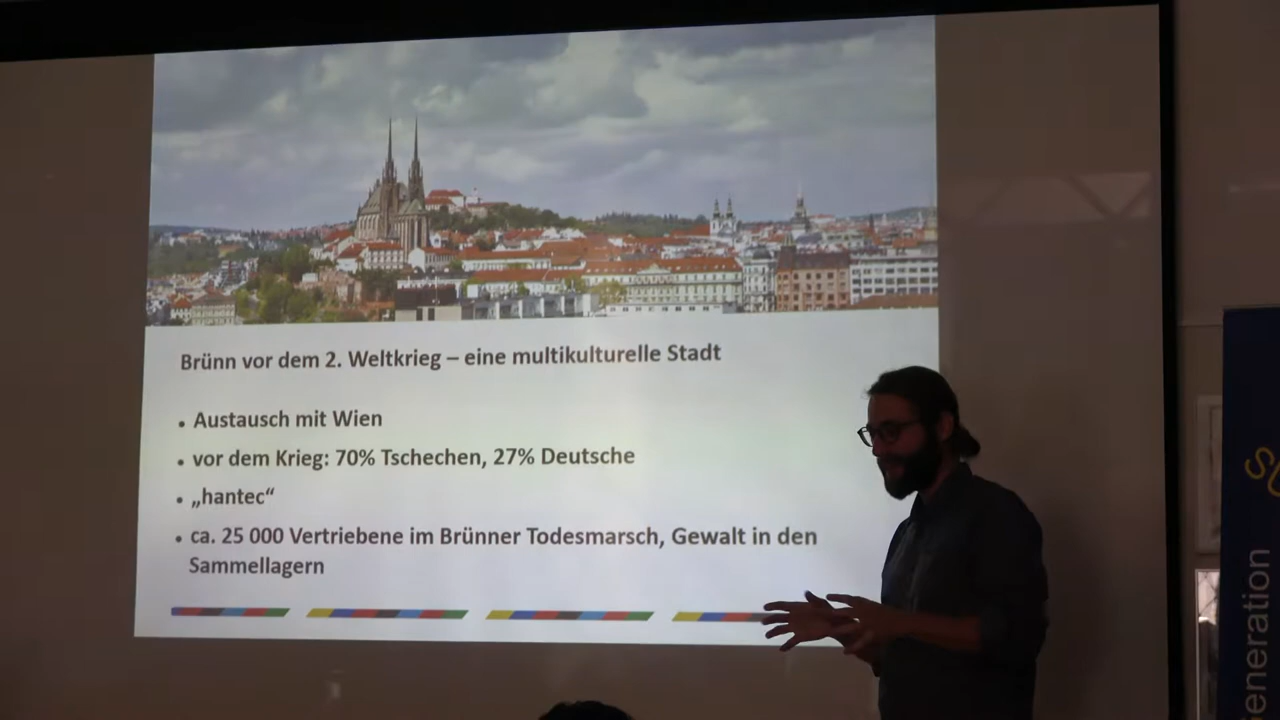 Brünn vor dem 2. Weltkrieg – eine multikulturelle Stadt
• Austausch mit Wien
• vor dem Krieg: 70% Tschechen, 27% Deutsche
• „hantec“
• ca. 25 000 Vertriebene im Brünner Todesmarsch, Gewalt in den
Sammellagern